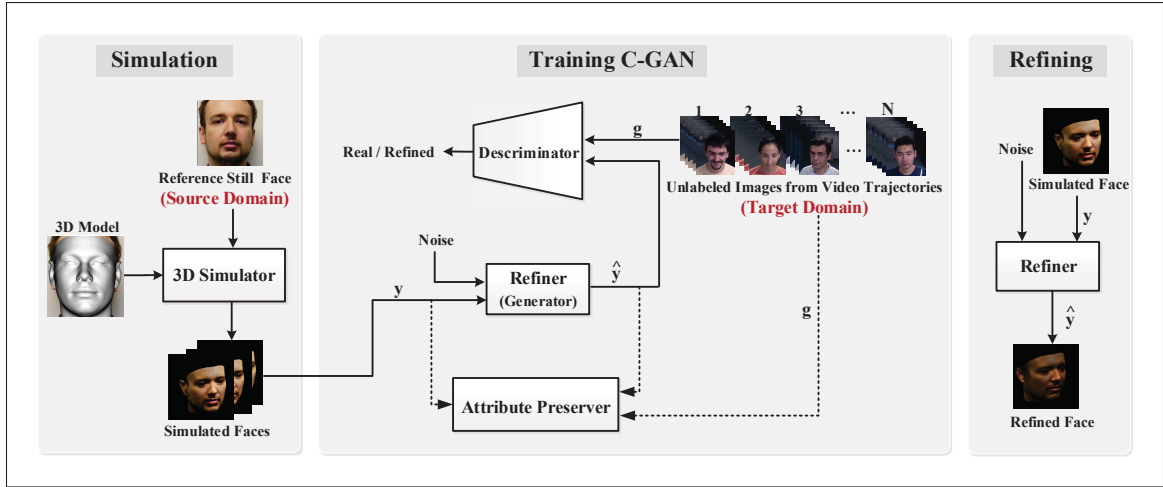 Simulation
Reference Still Face
(Source Domain)
3D Model
3D Simulator
Simulated Faces
Training C-GAN
1 2 3 ... N
...
g
Descriminator
Real / Refined
Unlabeled Images from Video Trajectories
(Target Domain)
Noise
Refiner
(Generator)
ŷ
y
g
Attribute Preserver
Refining
Noise
Simulated Face
y
Refiner
ŷ
Refined Face